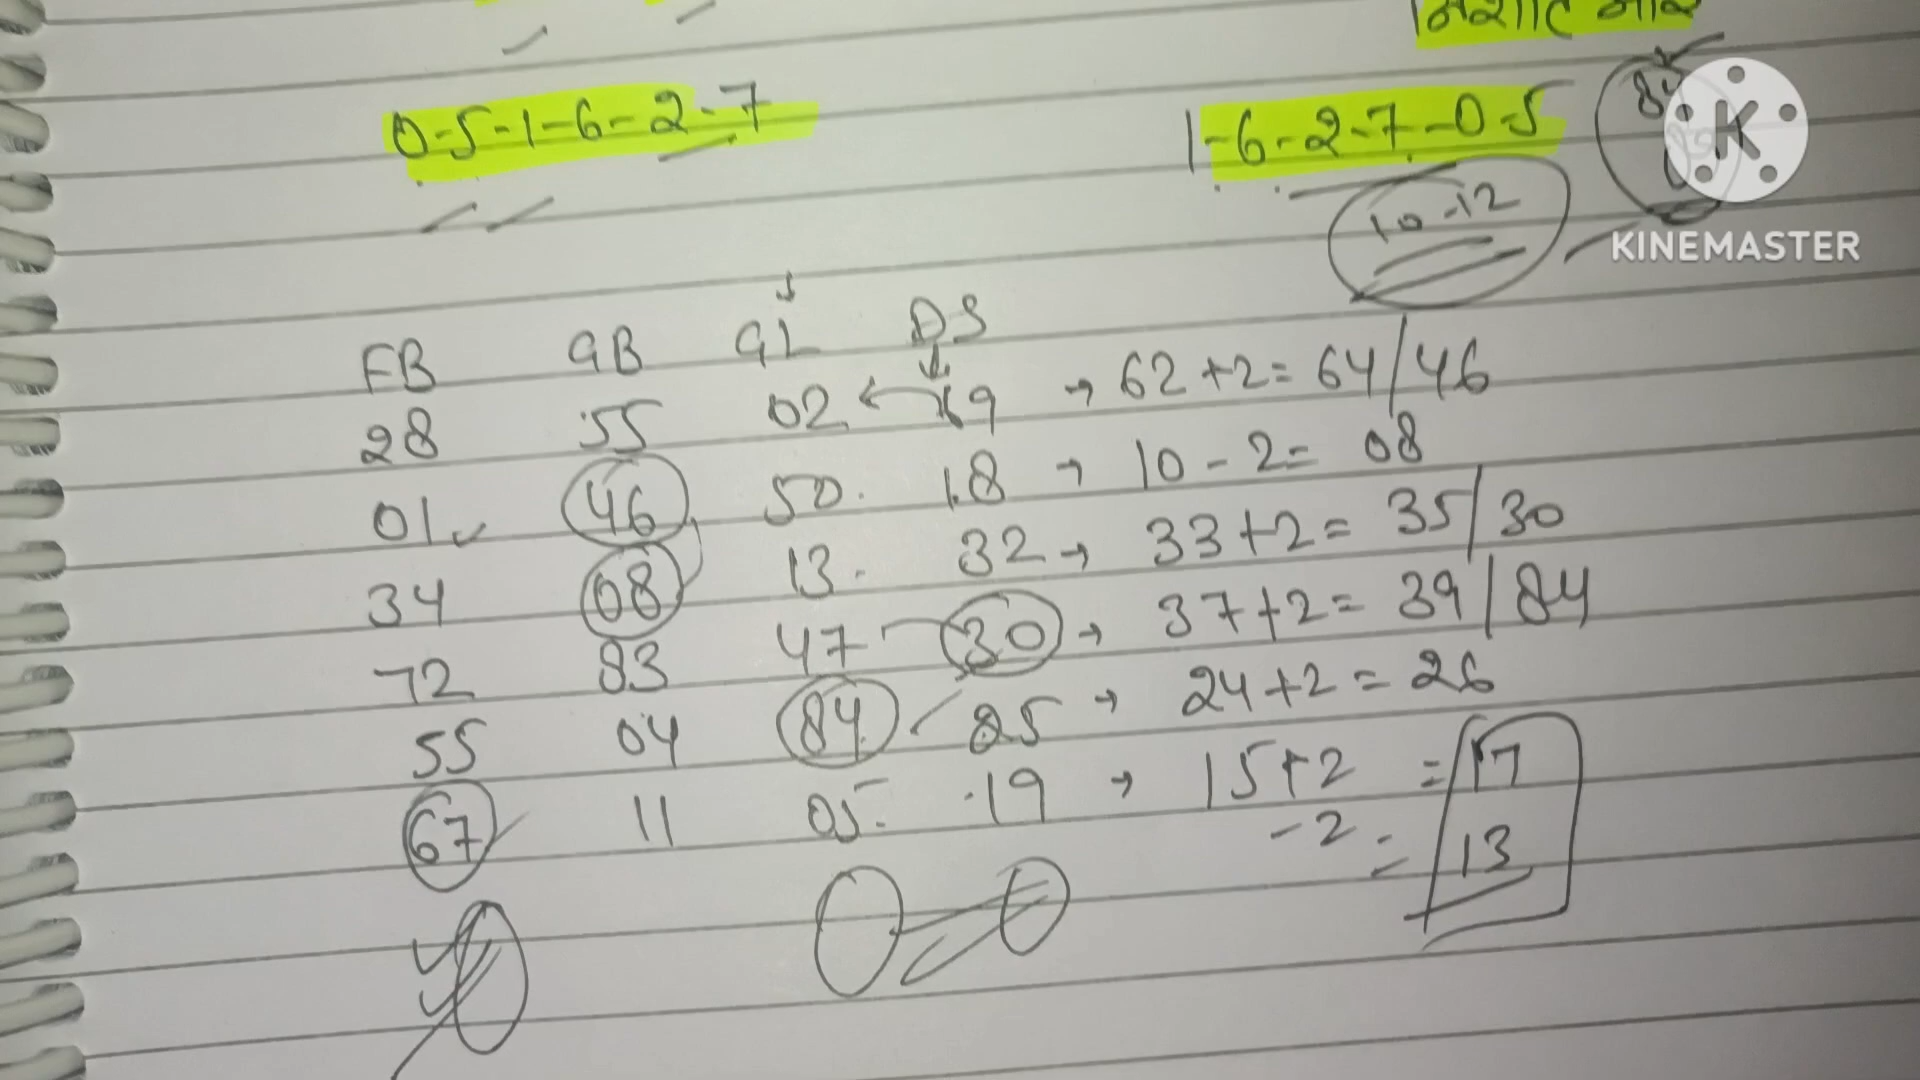 0-5-1-6-2-7
1-6-2-7-0-5
10-12
KINEMASTER
FB GB GL DS
28 55 02 69 → 62+2= 64/46
01 46 50. 18 → 10-2= 08
34 08 13. 32 → 33+2= 35/30
72 83 47 30 → 37+2= 39/84
55 04 84 25 → 24+2= 26
67 11 05. 19 → 15+2 = 17
-2 = 13